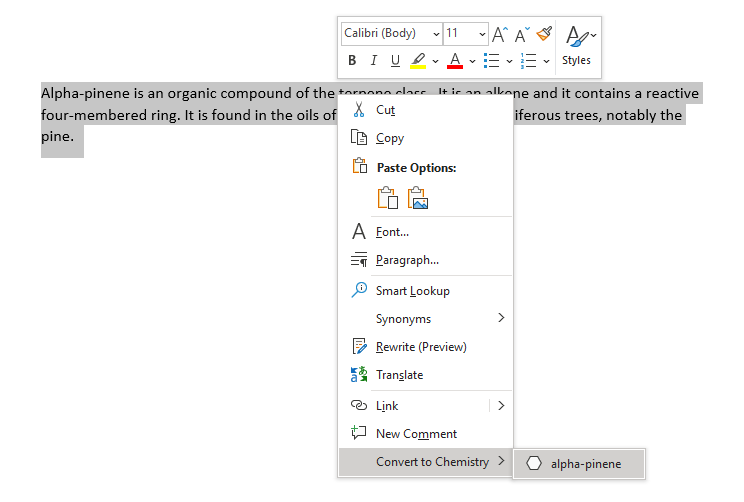 Calibri (Body) 11 A A
B I U A Styles
Alpha-pinene is an organic compound of the terpene class. It is an alkene and it contains a reactive
four-membered ring. It is found in the oils of iferous trees, notably the
pine.
Cut
Copy
Paste Options:
Font...
Paragraph...
Smart Lookup
Synonyms
Rewrite (Preview)
Translate
Link
New Comment
Convert to Chemistry
alpha-pinene